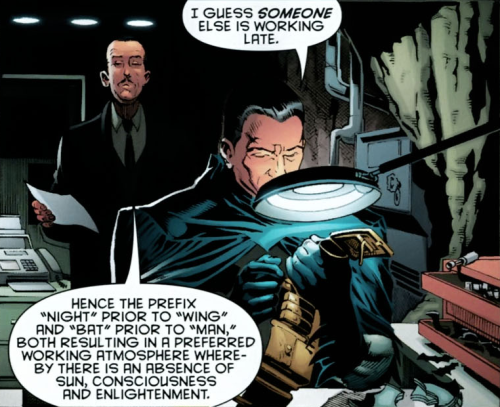 I GUESS SOMEONE
ELSE IS WORKING
LATE.
HENCE THE PREFIX
"NIGHT" PRIOR TO "WING"
AND "BAT" PRIOR TO "MAN,"
BOTH RESULTING IN A PREFERRED
WORKING ATMOSPHERE WHERE-
BY THERE IS AN ABSENCE OF
SUN, CONSCIOUSNESS
AND ENLIGHTENMENT.